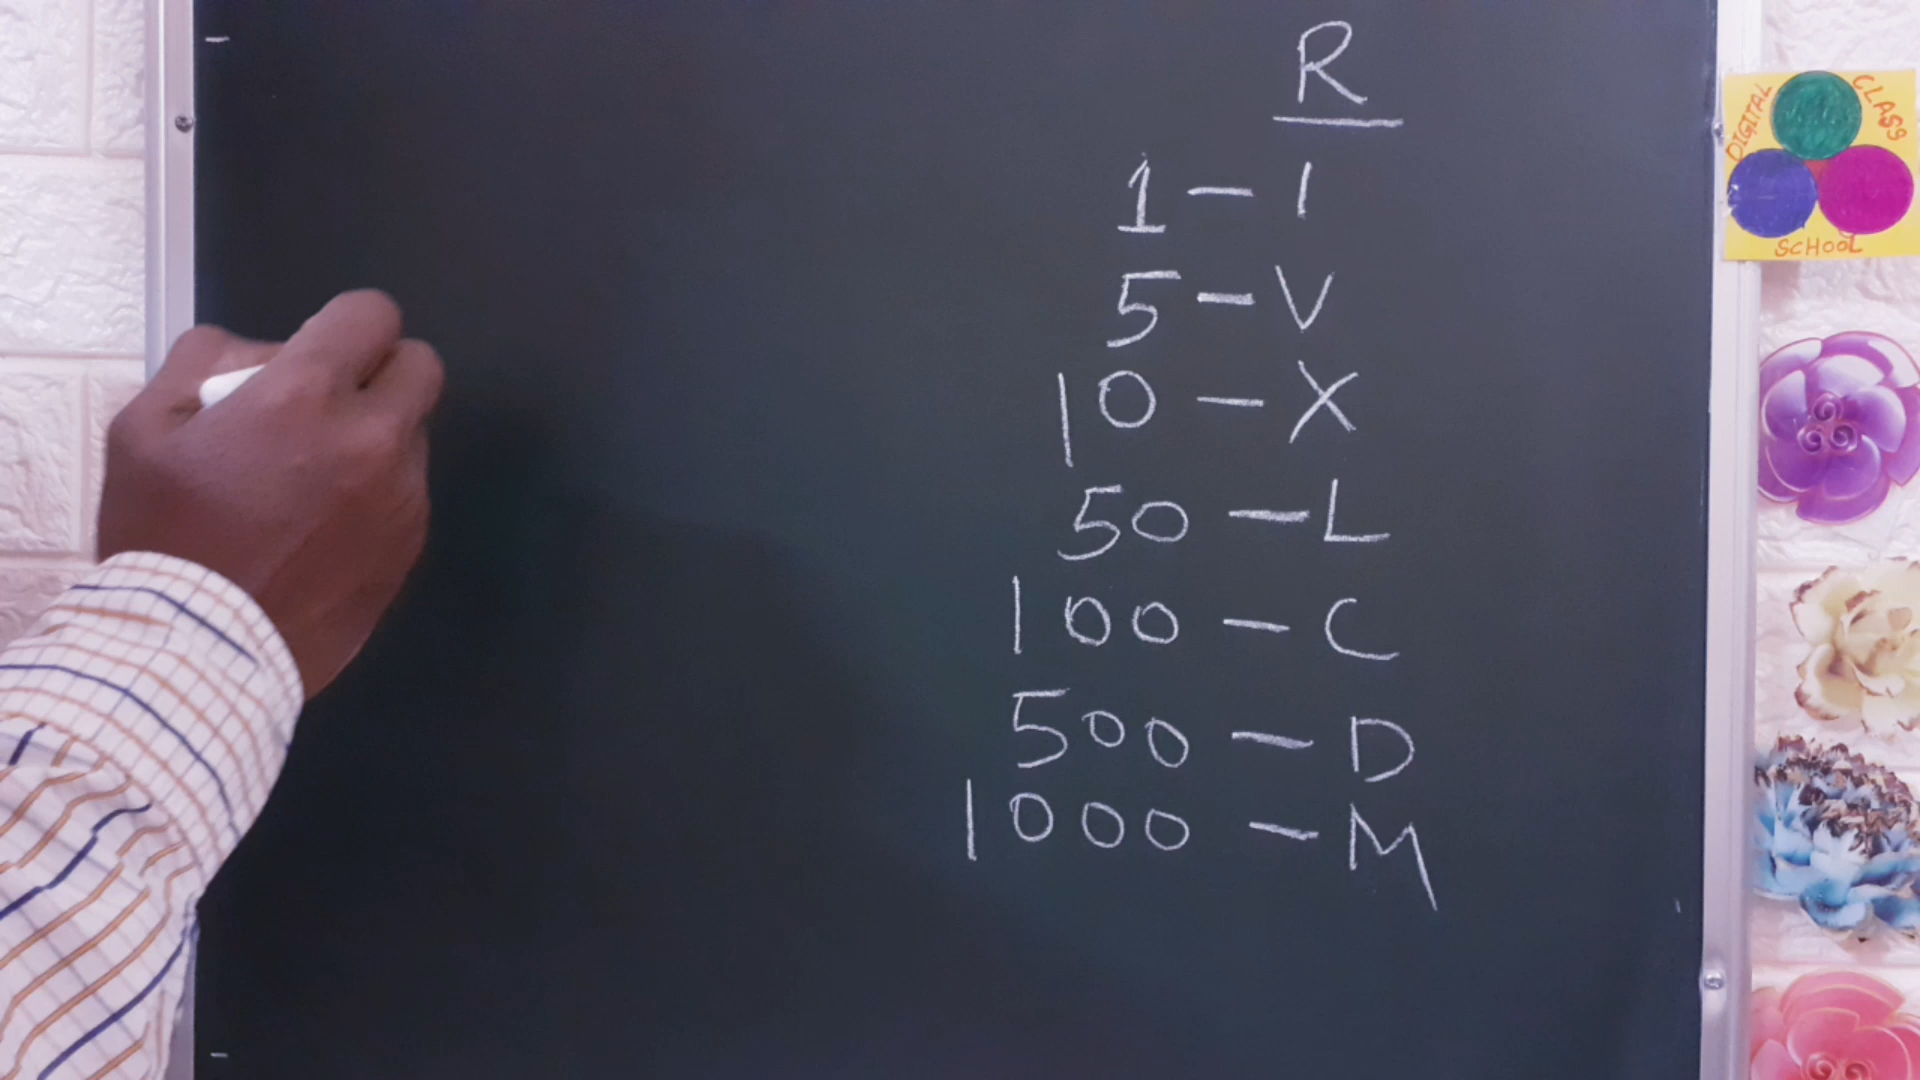 R
1 - I
5 - V
10 - X
50 - L
100 - C
500 - D
1000 - M
DIGITAL CLASS
SCHOOL